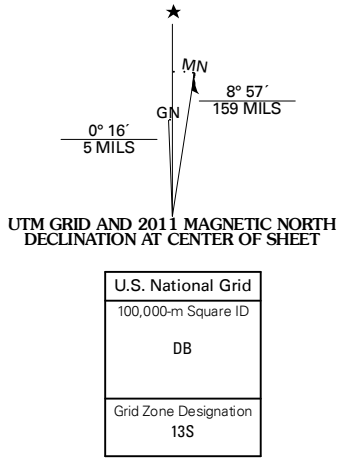 MN
8° 57´
159 MILS
GN
0° 16´
5 MILS
UTM GRID AND 2011 MAGNETIC NORTH
DECLINATION AT CENTER OF SHEET
U.S. National Grid
100,000-m Square ID
DB
Grid Zone Designation
13S